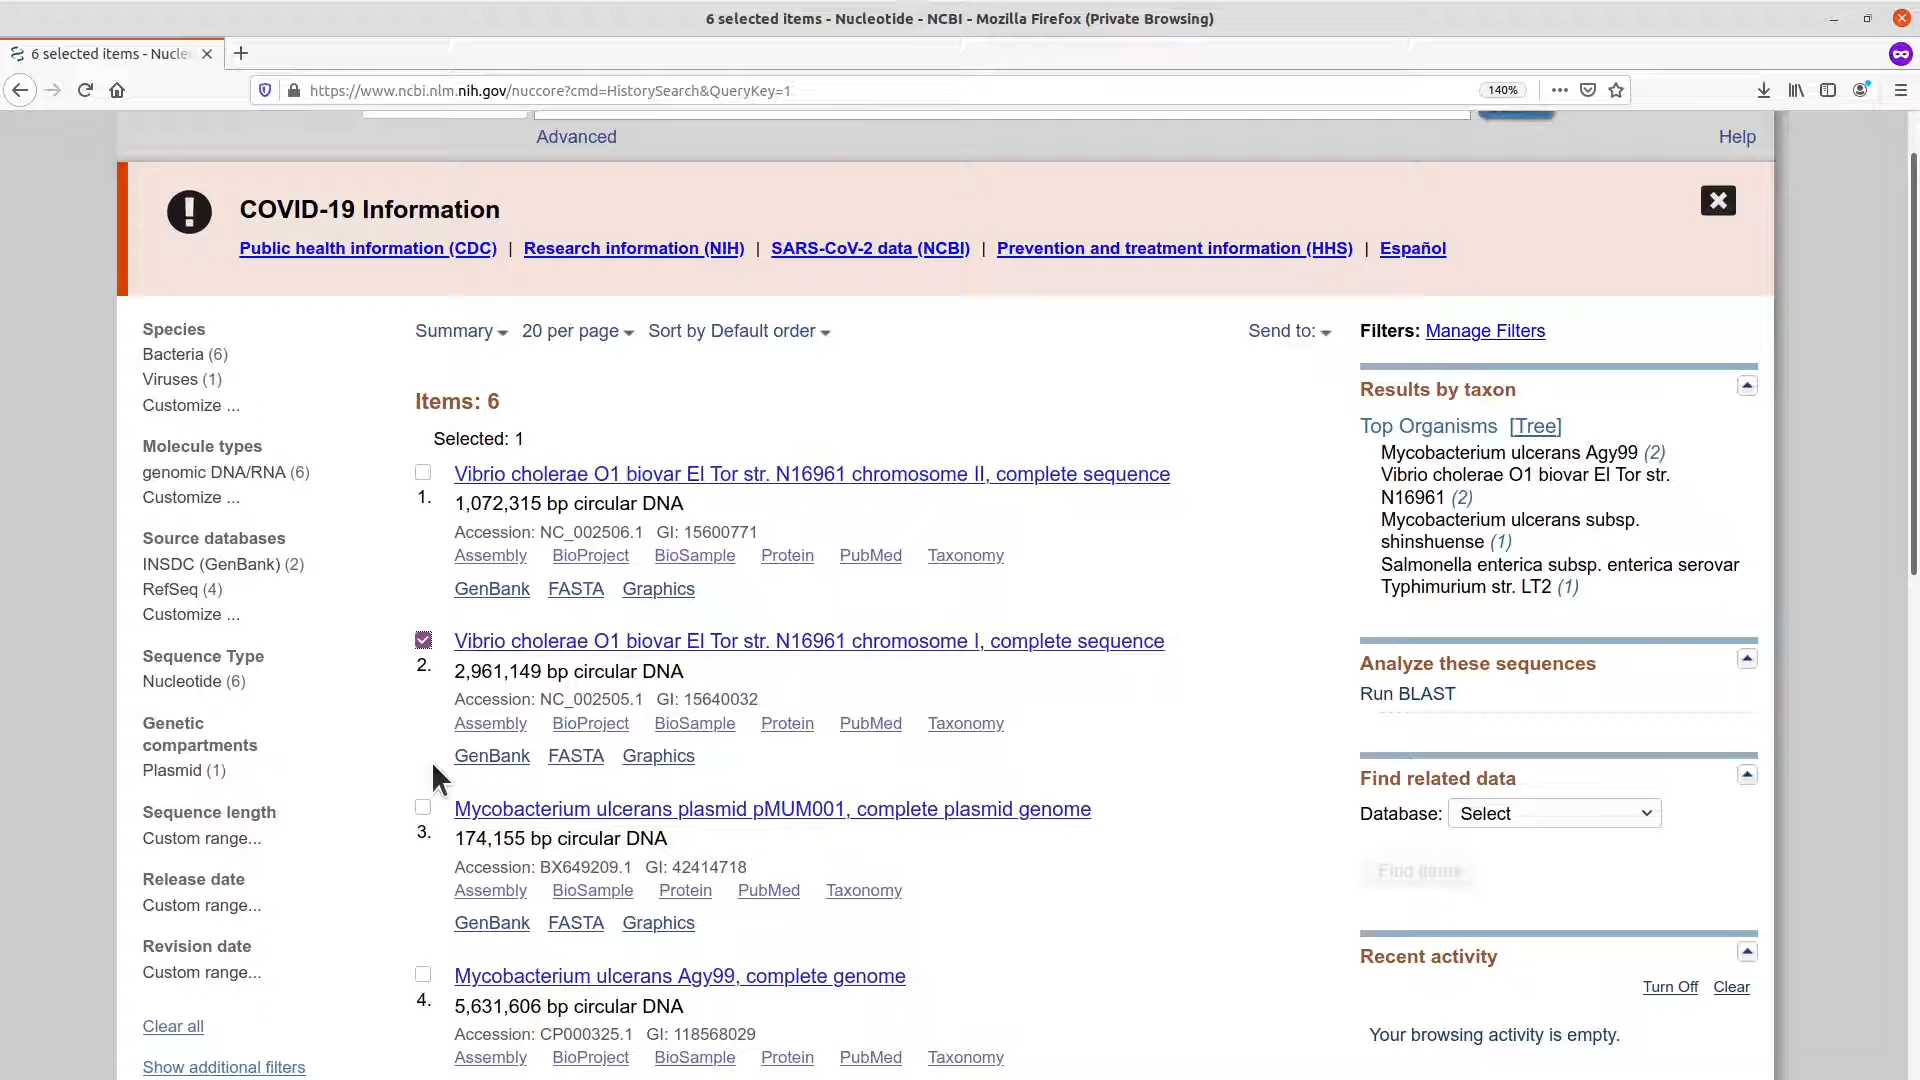 6 selected items - Nucleotide - NCBI - Mozilla Firefox (Private Browsing)
6 selected items - Nucle
https://www.ncbi.nlm.nih.gov/nuccore?cmd=HistorySearch&QueryKey=1
140%
Advanced
Help
COVID-19 Information
Public health information (CDC) | Research information (NIH) | SARS-CoV-2 data (NCBI) | Prevention and treatment information (HHS) | Español
Species
Bacteria (6)
Viruses (1)
Customize ...
Molecule types
genomic DNA/RNA (6)
Customize ...
Source databases
INSDC (GenBank) (2)
RefSeq (4)
Customize ...
Sequence Type
Nucleotide (6)
Genetic
compartments
Plasmid (1)
Sequence length
Custom range...
Release date
Custom range...
Revision date
Custom range...
Clear all
Show additional filters
Summary 20 per page Sort by Default order
Send to:
Items: 6
Selected: 1
Vibrio cholerae O1 biovar El Tor str. N16961 chromosome II, complete sequence
1. 1,072,315 bp circular DNA
Accession: NC_002506.1 GI: 15600771
Assembly BioProject BioSample Protein PubMed Taxonomy
GenBank FASTA Graphics
Vibrio cholerae O1 biovar El Tor str. N16961 chromosome I, complete sequence
2. 2,961,149 bp circular DNA
Accession: NC_002505.1 GI: 15640032
Assembly BioProject BioSample Protein PubMed Taxonomy
GenBank FASTA Graphics
Mycobacterium ulcerans plasmid pMUM001, complete plasmid genome
3. 174,155 bp circular DNA
Accession: BX649209.1 GI: 42414718
Assembly BioSample Protein PubMed Taxonomy
GenBank FASTA Graphics
Mycobacterium ulcerans Agy99, complete genome
4. 5,631,606 bp circular DNA
Accession: CP000325.1 GI: 118568029
Assembly BioProject BioSample Protein PubMed Taxonomy
Filters: Manage Filters
Results by taxon
Top Organisms [Tree]
Mycobacterium ulcerans Agy99 (2)
Vibrio cholerae O1 biovar El Tor str.
N16961 (2)
Mycobacterium ulcerans subsp.
shinshuense (1)
Salmonella enterica subsp. enterica serovar
Typhimurium str. LT2 (1)
Analyze these sequences
Run BLAST
Find related data
Database: Select
Find items
Recent activity
Turn Off Clear
Your browsing activity is empty.